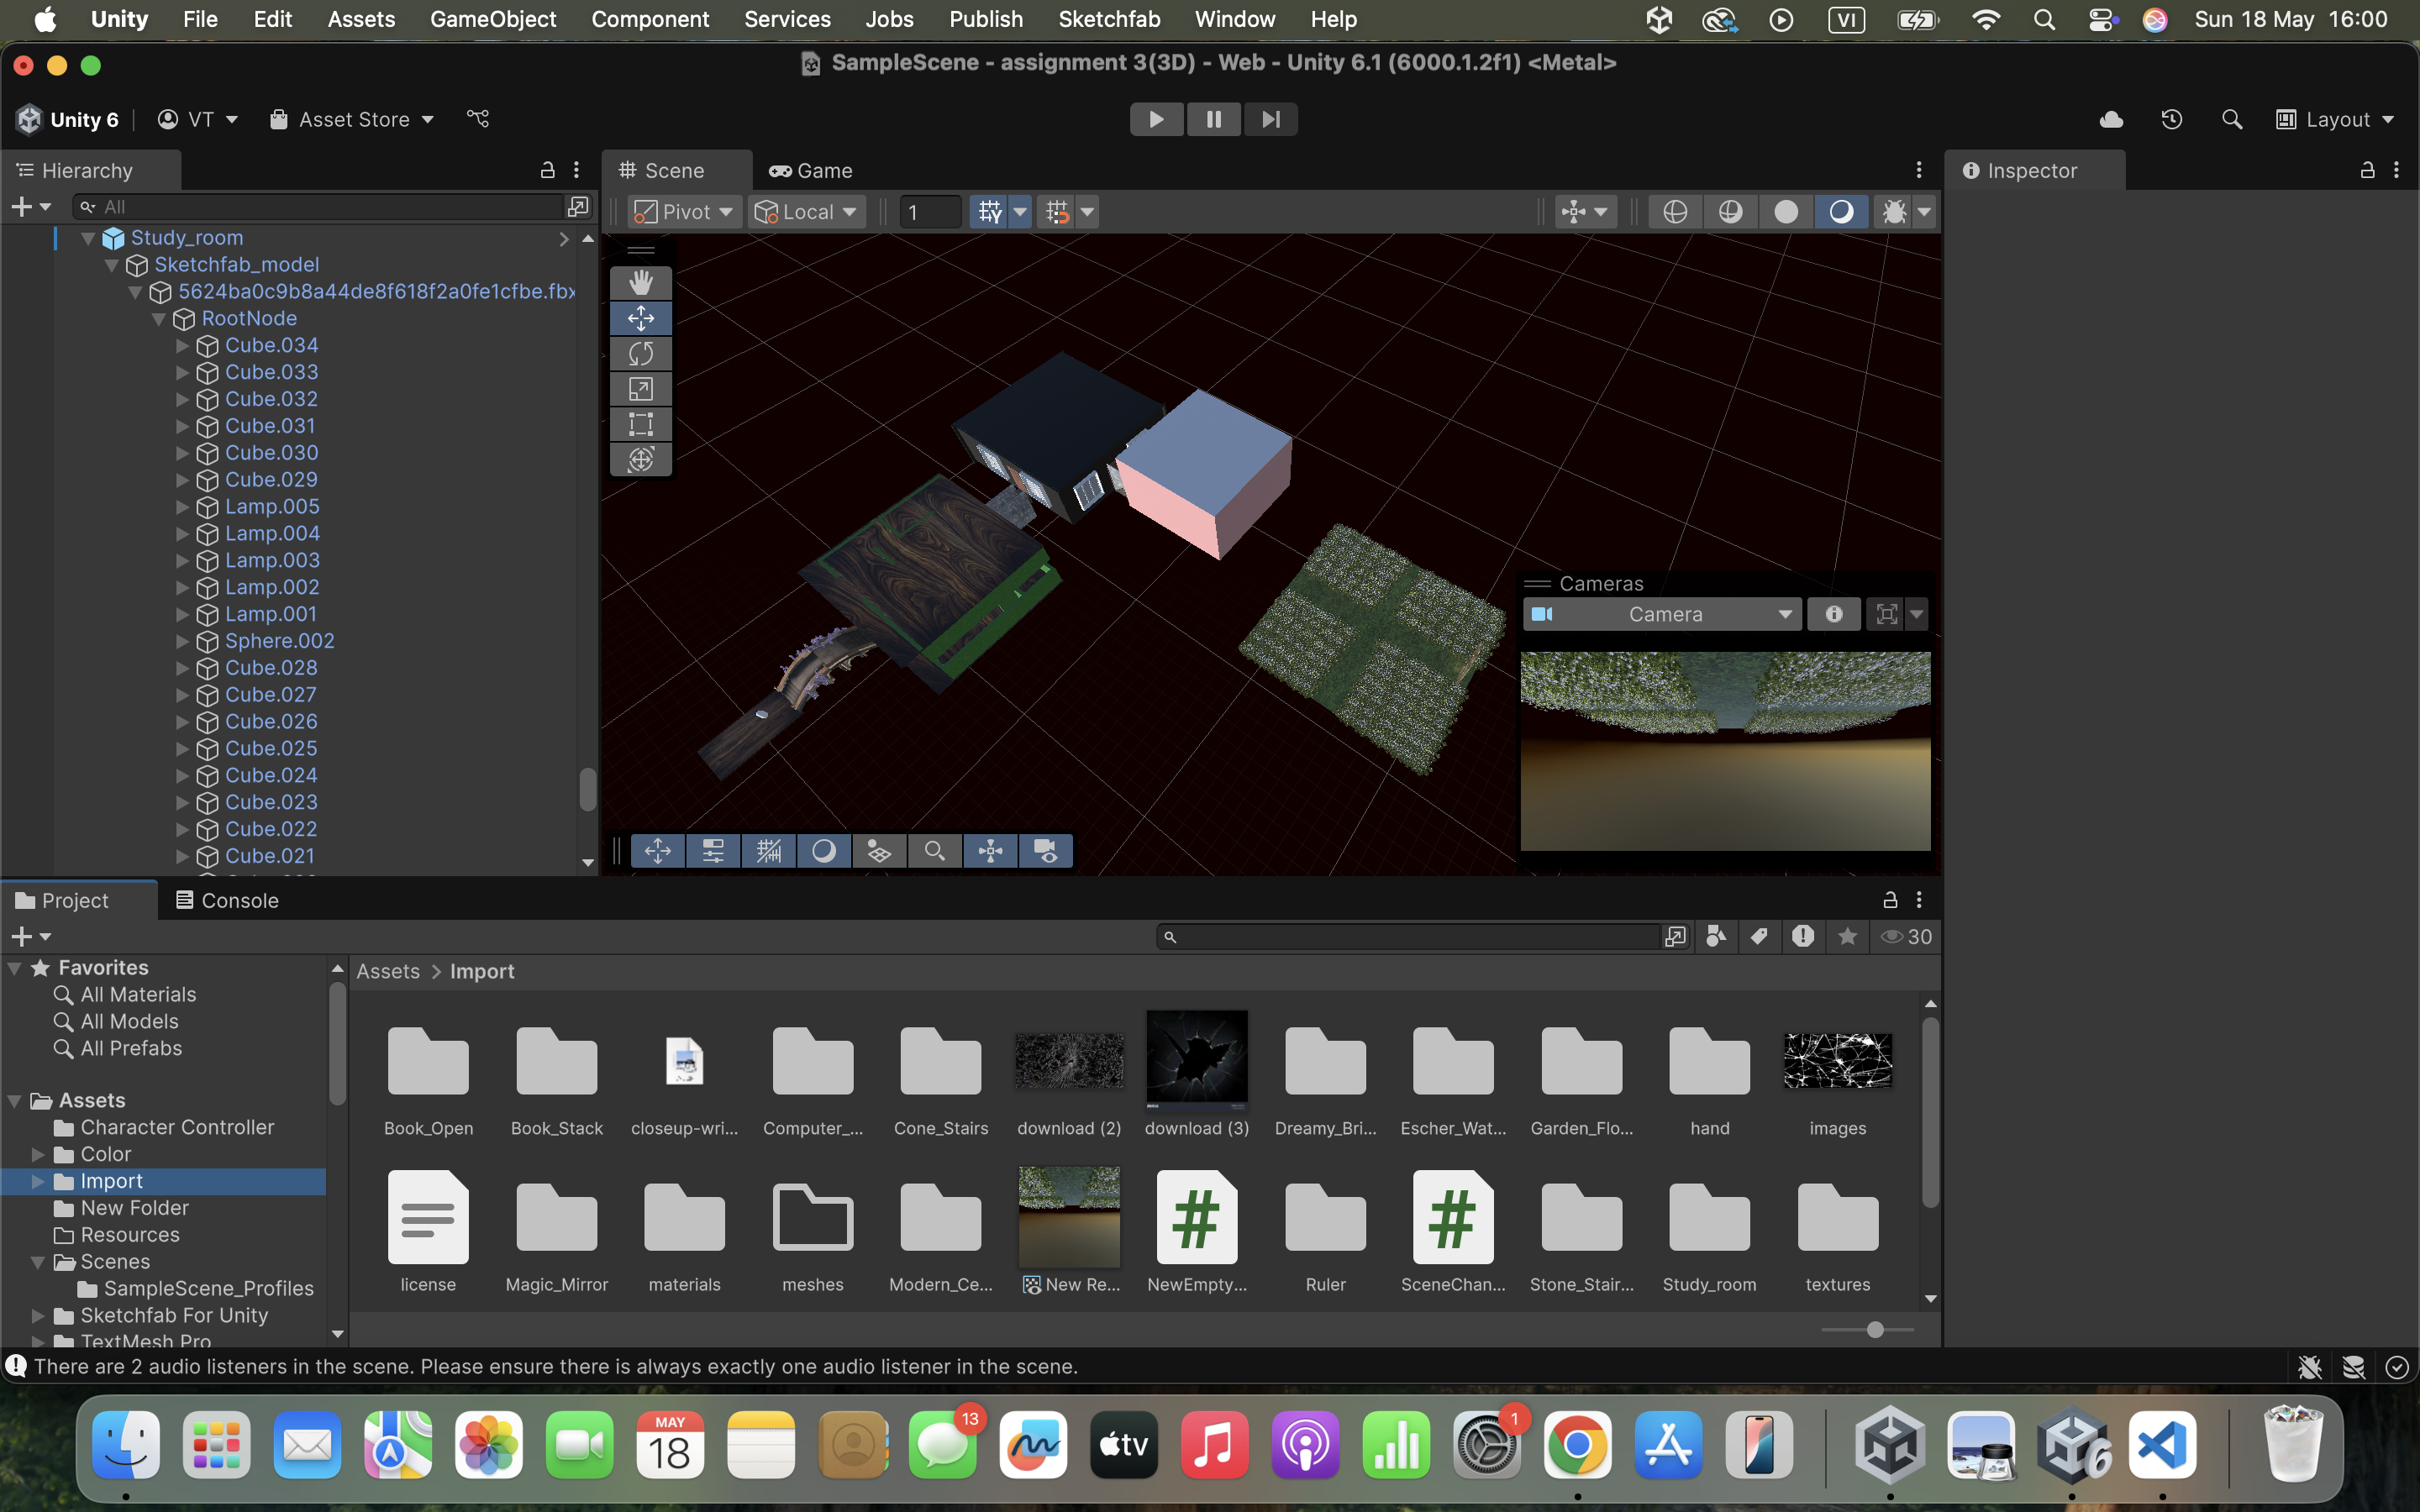 Unity File Edit Assets GameObject Component Services Jobs Publish Sketchfab Window Help VI Sun 18 May 16:00
SampleScene - assignment 3(3D) - Web - Unity 6.1 (6000.1.2f1) <Metal>
Unity 6 VT Asset Store Layout
Hierarchy
All
Study_room
Sketchfab_model
5624ba0c9b8a44de8f618f2a0fe1cfbe.fbx
RootNode
Cube.034
Cube.033
Cube.032
Cube.031
Cube.030
Cube.029
Lamp.005
Lamp.004
Lamp.003
Lamp.002
Lamp.001
Sphere.002
Cube.028
Cube.027
Cube.026
Cube.025
Cube.024
Cube.023
Cube.022
Cube.021
Scene Game
Pivot Local 1
Cameras
Camera
Inspector
Project Console
30
Favorites
All Materials
All Models
All Prefabs
Assets
Character Controller
Color
Import
New Folder
Resources
Scenes
SampleScene_Profiles
Sketchfab For Unity
TextMesh Pro
Assets > Import
Book_Open Book_Stack closeup-wri... Computer_... Cone_Stairs download (2) download (3) Dreamy_Bri... Escher_Wat... Garden_Flo... hand images
license Magic_Mirror materials meshes Modern_Ce... New Re... NewEmpty... Ruler SceneChan... Stone_Stair... Study_room textures
There are 2 audio listeners in the scene. Please ensure there is always exactly one audio listener in the scene.
13
1
MAY
18
tv
6